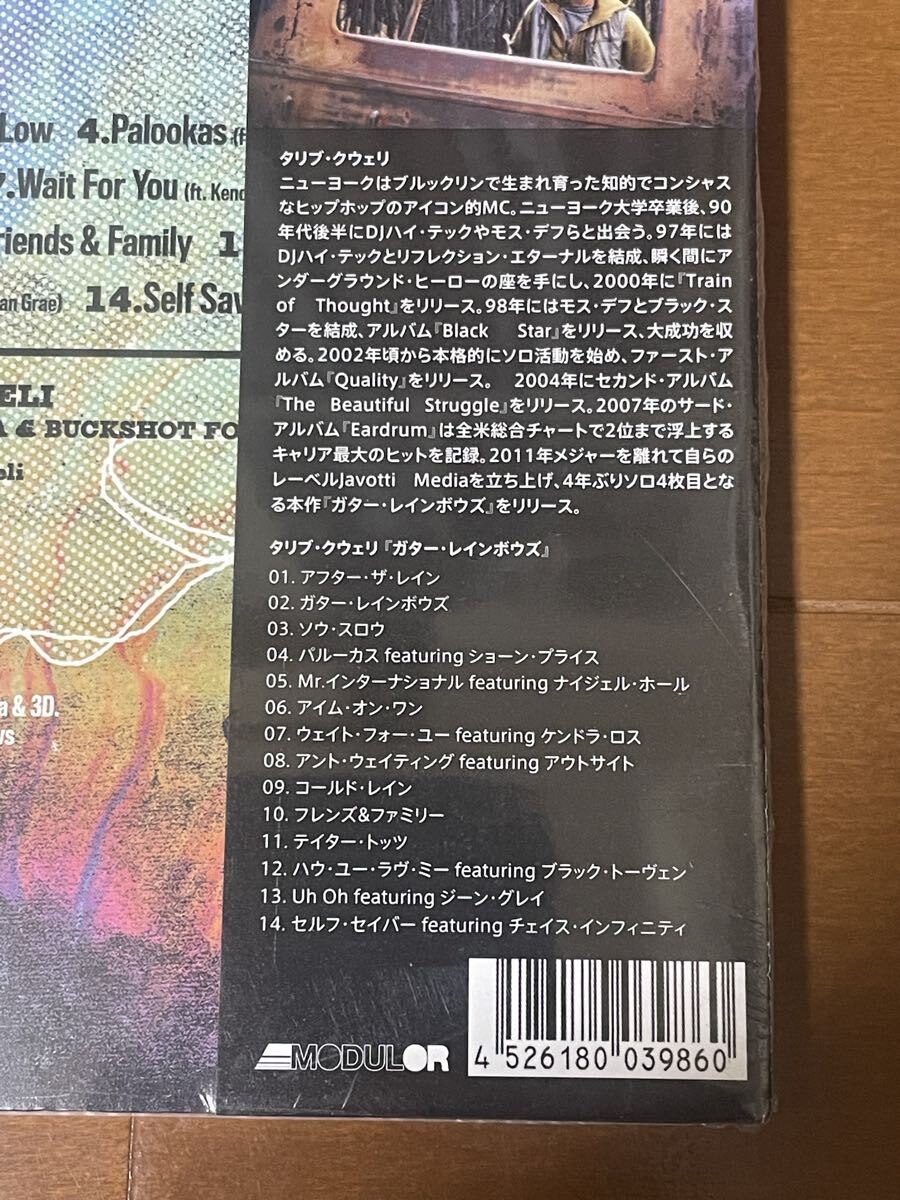 Low 4.Palookas
.Wait For You (ft. Kend
riends & Family 1
an Grae) 14.Self Sav
ELI
A & BUCKSHOT FO
eli
a & 3D.
ws
タリブ・クウェリ
ニューヨークはブルックリンで生まれ育った知的でコンシャス
なヒップホップのアイコン的MC。ニューヨーク大学卒業後、90
年代後半にDJハイ・テックやモス・デフらと出会う。97年には
DJハイ・テックとリフレクション・エターナルを結成、瞬く間にア
ンダーグラウンド・ヒーローの座を手にし、2000年に『Train
of Thought』をリリース。98年にはモス・デフとブラック・ス
ターを結成、アルバム『Black Star』をリリース、大成功を収
める。2002年頃から本格的にソロ活動を始め、ファースト・ア
ルバム『Quality』をリリース。 2004年にセカンド・アルバム
『The Beautiful Struggle』をリリース。2007年のサード・
アルバム『Eardrum』は全米総合チャートで2位まで浮上する
キャリア最大のヒットを記録。2011年メジャーを離れて自らの
レーベルJavotti Mediaを立ち上げ、4年ぶりソロ4枚目とな
る本作『ガター・レインボウズ』をリリース。
タリブ・クウェリ『ガター・レインボウズ』
01. アフター・ザ・レイン
02. ガター・レインボウズ
03. ソウ・スロウ
04. パルーカス featuring ショーン・プライス
05. Mr.インターナショナル featuring ナイジェル・ホール
06. アイム・オン・ワン
07. ウェイト・フォー・ユー featuring ケンドラ・ロス
08. アント・ウェイティング featuring アウトサイト
09. コールド・レイン
10. フレンズ&ファミリー
11. テイター・トッツ
12. ハウ・ユー・ラヴ・ミー featuring ブラック・トーヴェン
13. Uh Oh featuring ジーン・グレイ
14. セルフ・セイバー featuring チェイス・インフィニティ
MODULOR
4 526180 039860